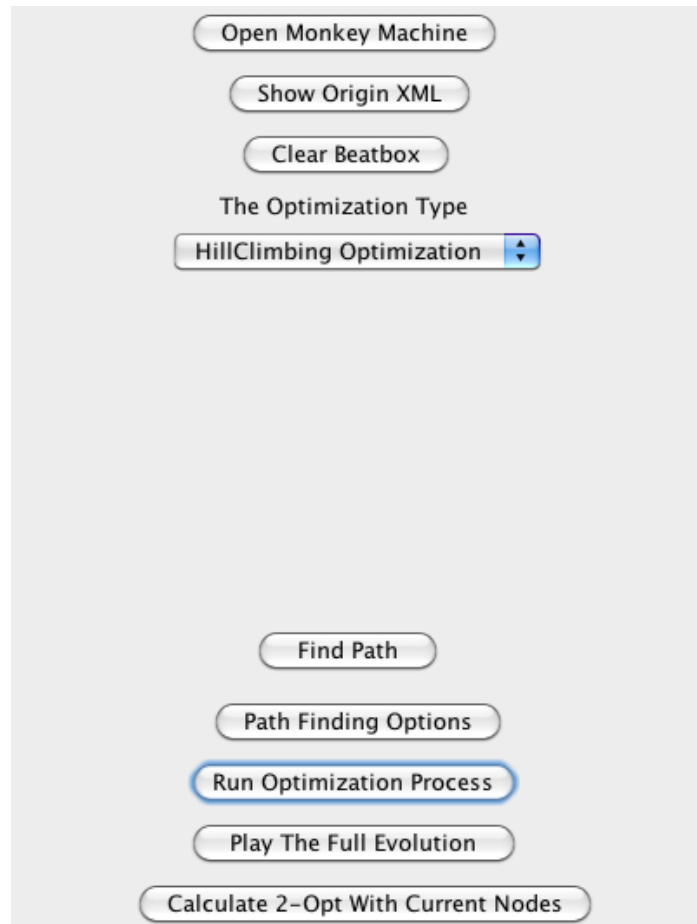 Open Monkey Machine
Show Origin XML
Clear Beatbox
The Optimization Type
HillClimbing Optimization
Find Path
Path Finding Options
Run Optimization Process
Play The Full Evolution
Calculate 2-Opt With Current Nodes